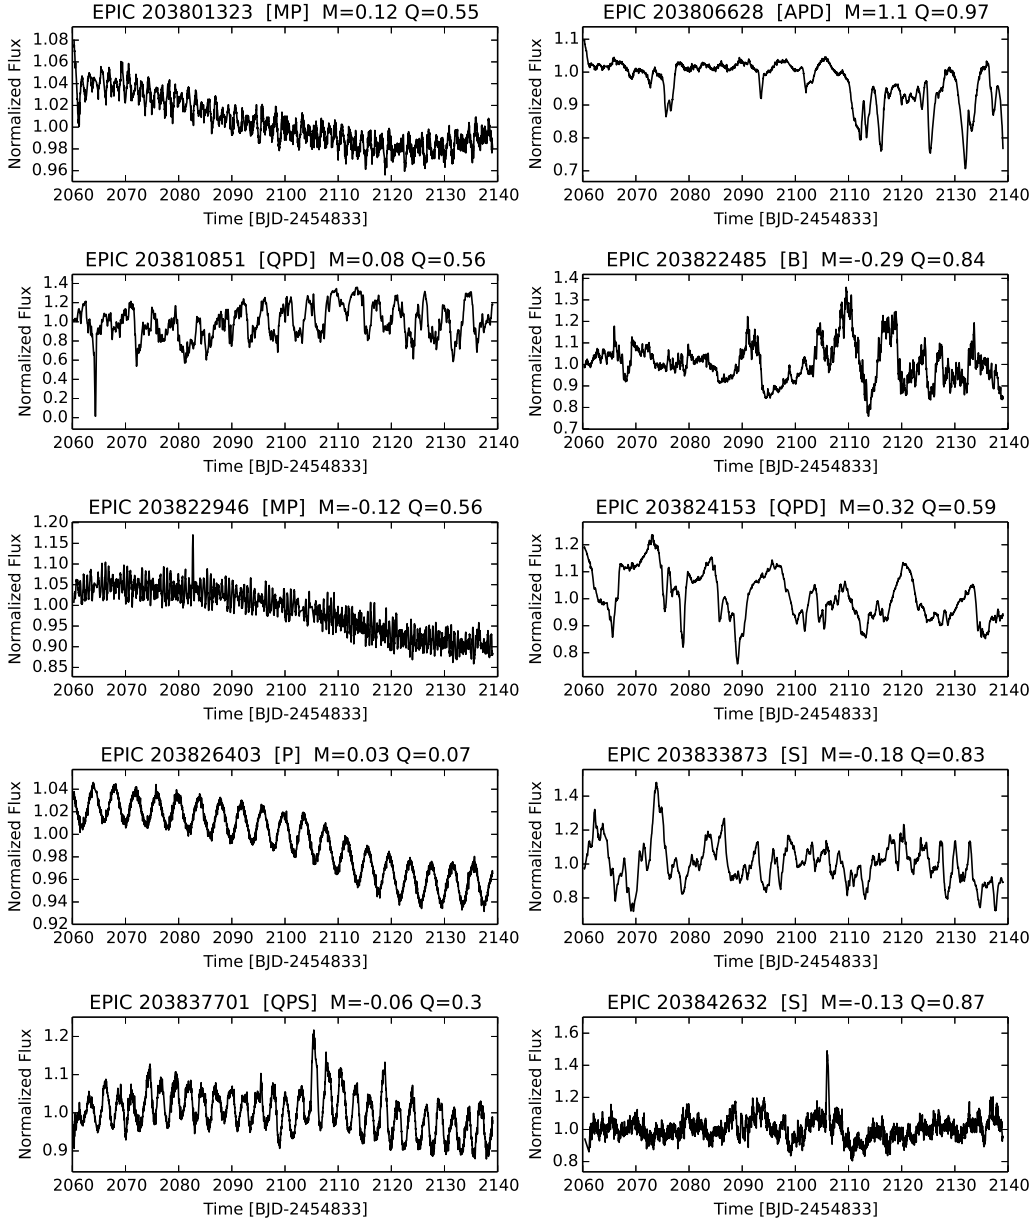 EPIC 203801323 [MP] M=0.12 Q=0.55
Normalized Flux
1.08
1.06
1.04
1.02
1.00
0.98
0.96
2060 2070 2080 2090 2100 2110 2120 2130 2140
Time [BJD-2454833]
EPIC 203806628 [APD] M=1.1 Q=0.97
Normalized Flux
1.1
1.0
0.9
0.8
0.7
2060 2070 2080 2090 2100 2110 2120 2130 2140
Time [BJD-2454833]
EPIC 203810851 [QPD] M=0.08 Q=0.56
Normalized Flux
1.4
1.2
1.0
0.8
0.6
0.4
0.2
0.0
2060 2070 2080 2090 2100 2110 2120 2130 2140
Time [BJD-2454833]
EPIC 203822485 [B] M=-0.29 Q=0.84
Normalized Flux
1.4
1.3
1.2
1.1
1.0
0.9
0.8
0.7
2060 2070 2080 2090 2100 2110 2120 2130 2140
Time [BJD-2454833]
EPIC 203822946 [MP] M=-0.12 Q=0.56
Normalized Flux
1.20
1.15
1.10
1.05
1.00
0.95
0.90
0.85
2060 2070 2080 2090 2100 2110 2120 2130 2140
Time [BJD-2454833]
EPIC 203824153 [QPD] M=0.32 Q=0.59
Normalized Flux
1.2
1.1
1.0
0.9
0.8
2060 2070 2080 2090 2100 2110 2120 2130 2140
Time [BJD-2454833]
EPIC 203826403 [P] M=0.03 Q=0.07
Normalized Flux
1.04
1.02
1.00
0.98
0.96
0.94
0.92
2060 2070 2080 2090 2100 2110 2120 2130 2140
Time [BJD-2454833]
EPIC 203833873 [S] M=-0.18 Q=0.83
Normalized Flux
1.4
1.2
1.0
0.8
2060 2070 2080 2090 2100 2110 2120 2130 2140
Time [BJD-2454833]
EPIC 203837701 [QPS] M=-0.06 Q=0.3
Normalized Flux
1.2
1.1
1.0
0.9
2060 2070 2080 2090 2100 2110 2120 2130 2140
Time [BJD-2454833]
EPIC 203842632 [S] M=-0.13 Q=0.87
Normalized Flux
1.6
1.4
1.2
1.0
0.8
2060 2070 2080 2090 2100 2110 2120 2130 2140
Time [BJD-2454833]